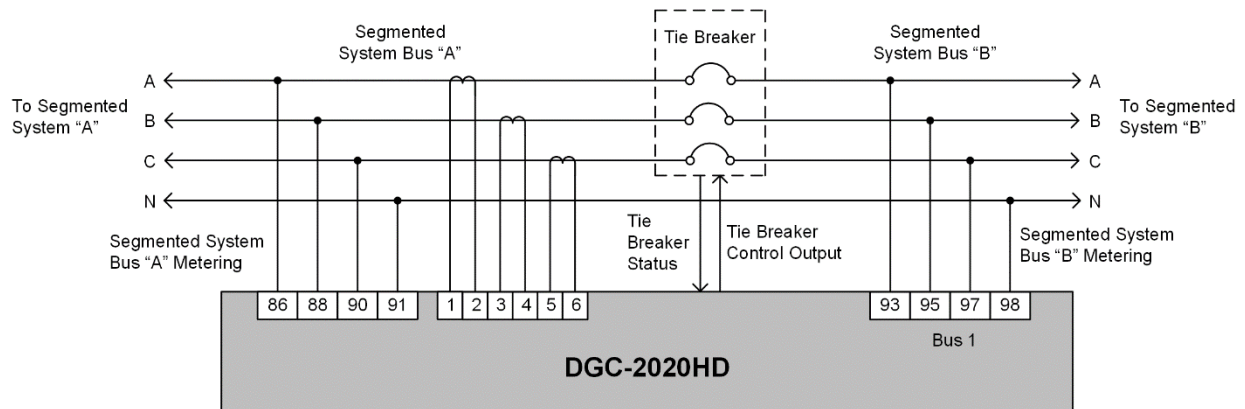 Segmented
System Bus “A”
Tie Breaker
Segmented
System Bus “B”
A
A
To Segmented
System “A”
B
B
To Segmented
System “B”
C
C
N
N
Segmented System
Bus “A” Metering
Tie
Breaker
Status
Tie Breaker
Control Output
Segmented System
Bus “B” Metering
86 88 90 91 1 2 3 4 5 6 93 95 97 98
Bus 1
DGC-2020HD